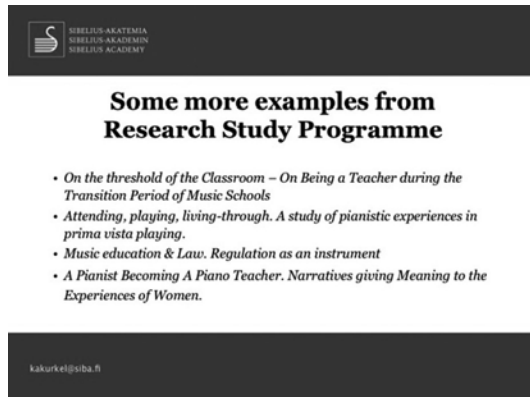 SIBELIUS-AKATEMIA
SIBELIUS-AKADEMIN
SIBELIUS ACADEMY
Some more examples from
Research Study Programme
• On the threshold of the Classroom – On Being a Teacher during the
Transition Period of Music Schools
• Attending, playing, living-through. A study of pianistic experiences in
prima vista playing.
• Music education & Law. Regulation as an instrument
• A Pianist Becoming A Piano Teacher. Narratives giving Meaning to the
Experiences of Women.
kakurkel@siba.fi